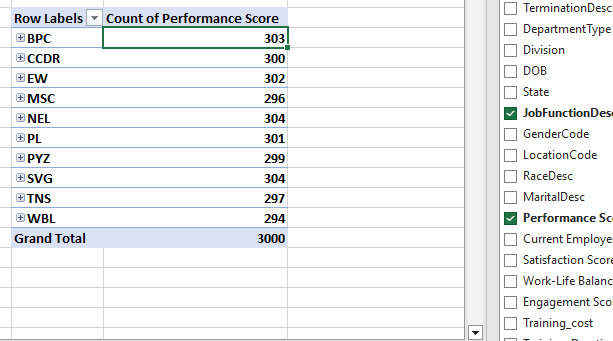 Row Labels Count of Performance Score
BPC 303
CCDR 300
EW 302
MSC 296
NEL 304
PL 301
PYZ 299
SVG 304
TNS 297
WBL 294
Grand Total 3000
TerminationDesc
DepartmentType
Division
DOB
State
JobFunctionDes
GenderCode
LocationCode
RaceDesc
MaritalDesc
Performance Sc
Current Employe
Satisfaction Score
Work-Life Balanc
Engagement Sco
Training_cost